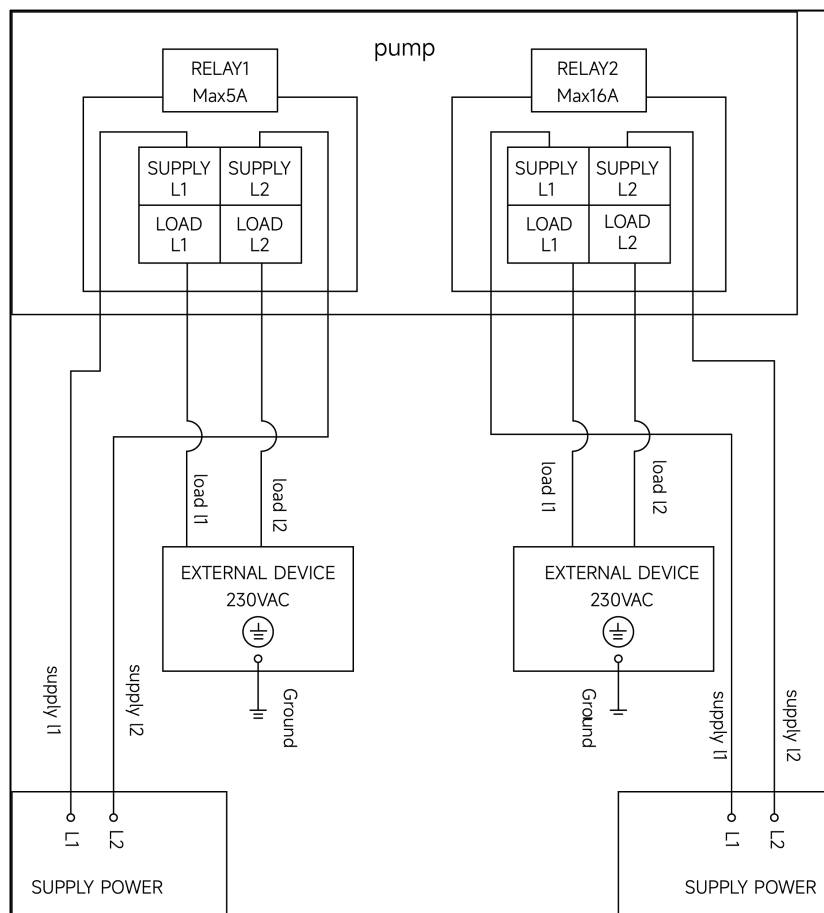 pump
RELAY1
Max5A
RELAY2
Max16A
SUPPLY
L1
SUPPLY
L2
LOAD
L1
LOAD
L2
SUPPLY
L1
SUPPLY
L2
LOAD
L1
LOAD
L2
load l1
load l2
load l1
load l2
EXTERNAL DEVICE
230VAC
EXTERNAL DEVICE
230VAC
supply l1
supply l2
Ground
Ground
supply l1
supply l2
L1
L2
L1
L2
SUPPLY POWER
SUPPLY POWER